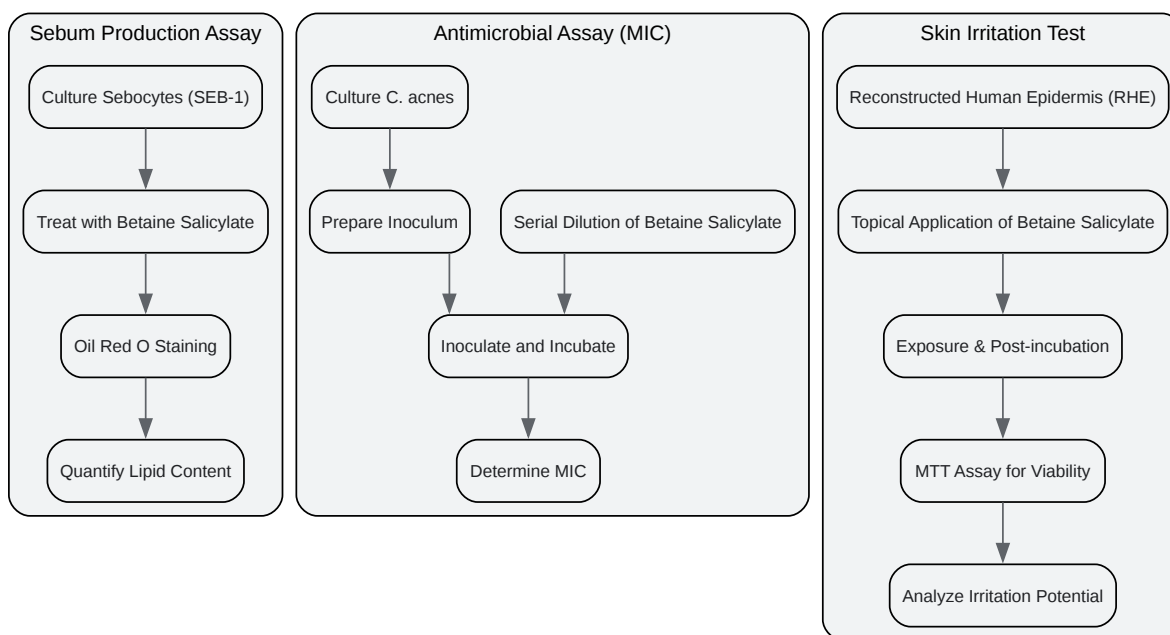 Sebum Production Assay
Culture Sebocytes (SEB-1)
Treat with Betaine Salicylate
Oil Red O Staining
Quantify Lipid Content
Antimicrobial Assay (MIC)
Culture C. acnes
Prepare Inoculum
Serial Dilution of Betaine Salicylate
Inoculate and Incubate
Determine MIC
Skin Irritation Test
Reconstructed Human Epidermis (RHE)
Topical Application of Betaine Salicylate
Exposure & Post-incubation
MTT Assay for Viability
Analyze Irritation Potential